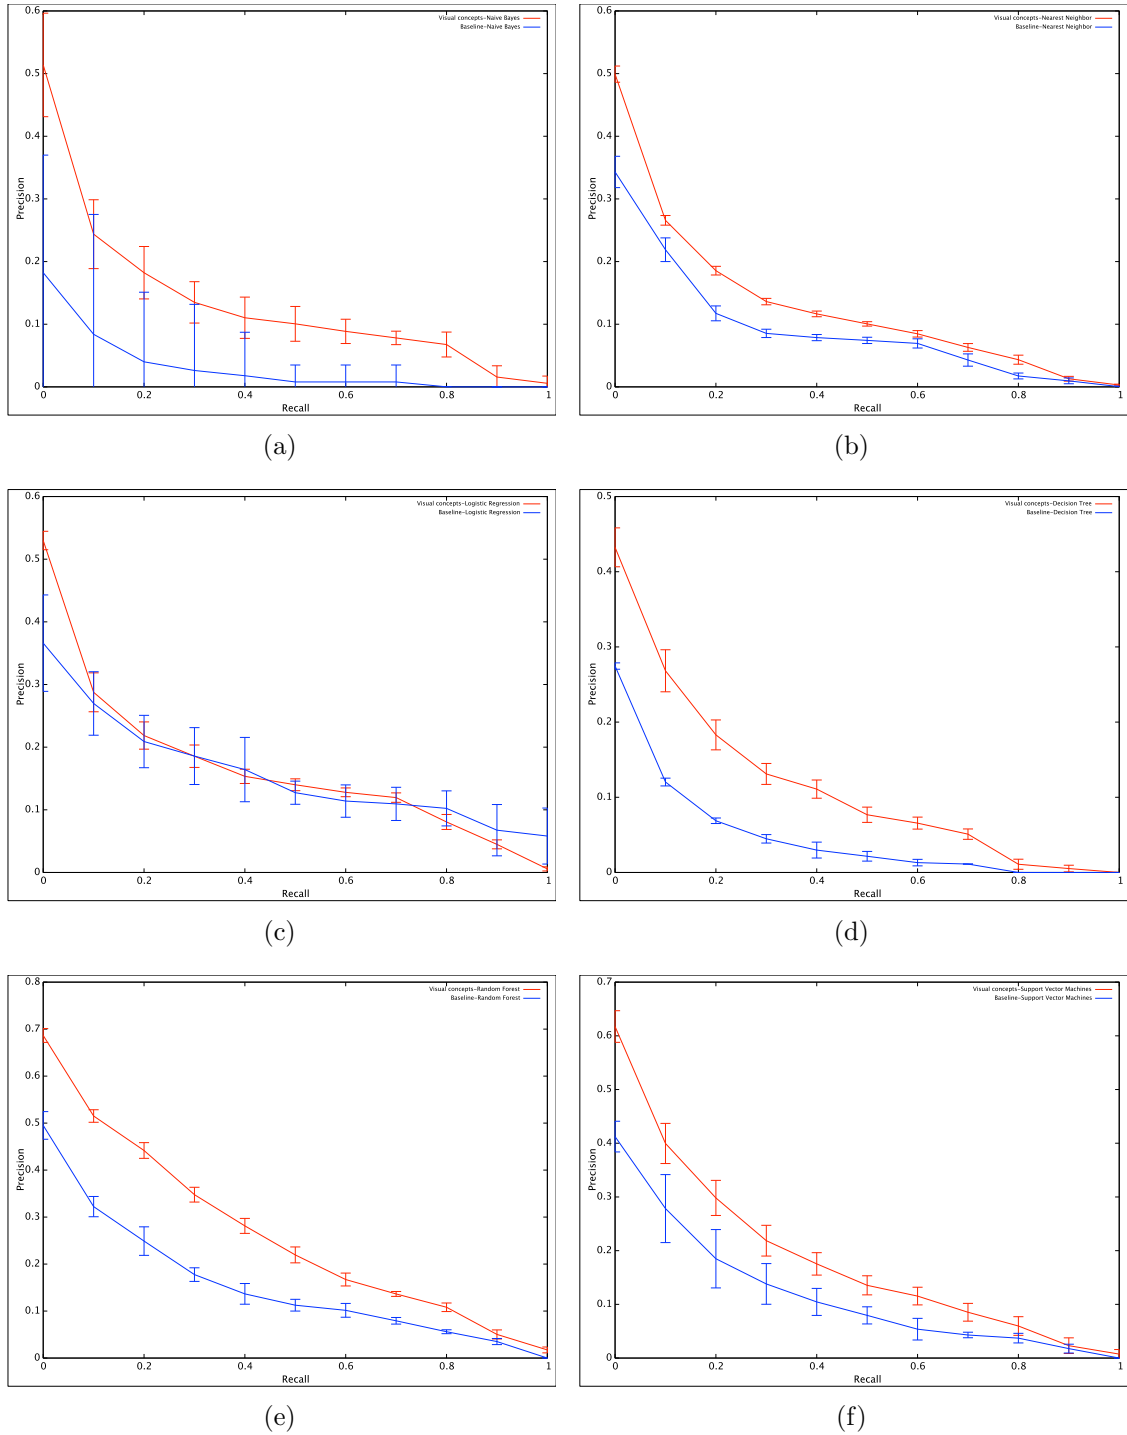 Visual concepts-Naive Bayes
Baseline-Naive Bayes
0.6
0.5
0.4
0.3
0.2
0.1
0
Precision
0 0.2 0.4 0.6 0.8 1
Recall
(a)
Visual concepts-Nearest Neighbor
Baseline-Nearest Neighbor
0.6
0.5
0.4
0.3
0.2
0.1
0
Precision
0 0.2 0.4 0.6 0.8 1
Recall
(b)
Visual concepts-Logistic Regression
Baseline-Logistic Regression
0.6
0.5
0.4
0.3
0.2
0.1
0
Precision
0 0.2 0.4 0.6 0.8 1
Recall
(c)
Visual concepts-Decision Tree
Baseline-Decision Tree
0.5
0.4
0.3
0.2
0.1
0
Precision
0 0.2 0.4 0.6 0.8 1
Recall
(d)
Visual concepts-Random Forest
Baseline-Random Forest
0.8
0.7
0.6
0.5
0.4
0.3
0.2
0.1
0
Precision
0 0.2 0.4 0.6 0.8 1
Recall
(e)
Visual concepts-Support Vector Machines
Baseline-Support Vector Machines
0.7
0.6
0.5
0.4
0.3
0.2
0.1
0
Precision
0 0.2 0.4 0.6 0.8 1
Recall
(f)